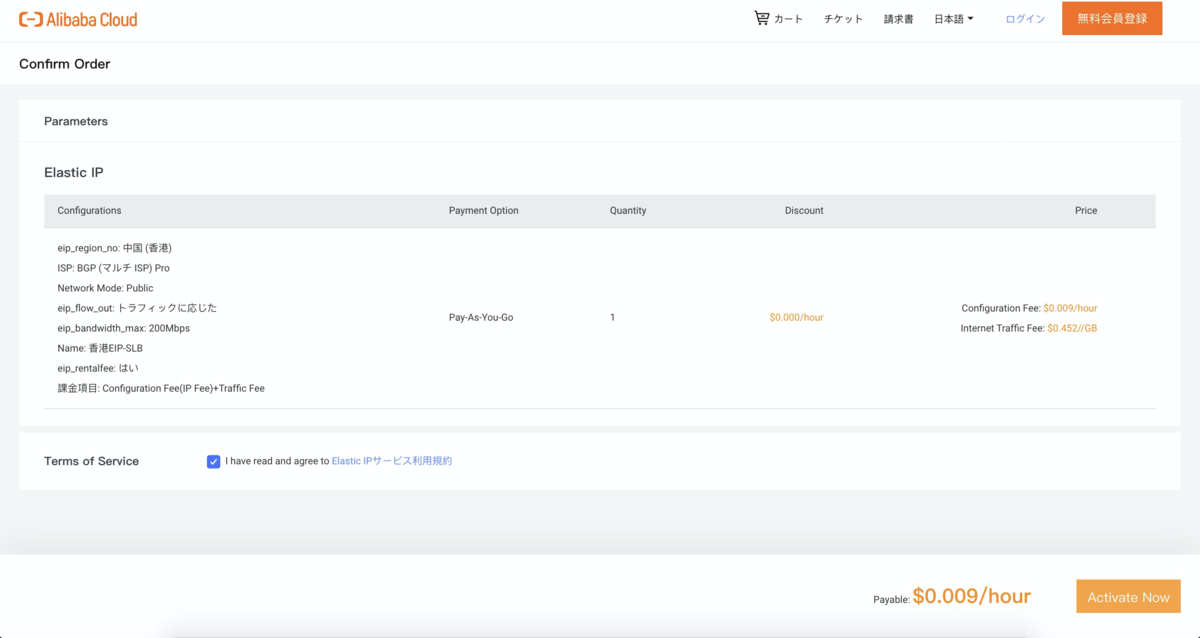 Alibaba Cloud
カート チケット 請求書 日本語 ログイン 無料会員登録
Confirm Order
Parameters
Elastic IP
Configurations Payment Option Quantity Discount Price
eip_region_no: 中国 (香港)
ISP: BGP (マルチ ISP) Pro
Network Mode: Public
eip_flow_out: トラフィックに応じた
eip_bandwidth_max: 200Mbps
Name: 香港EIP-SLB
eip_rentalfee: はい
課金項目: Configuration Fee(IP Fee)+Traffic Fee
Pay-As-You-Go 1 $0.000/hour
Configuration Fee: $0.009/hour
Internet Traffic Fee: $0.452//GB
Terms of Service I have read and agree to Elastic IPサービス利用規約
Payable: $0.009/hour Activate Now